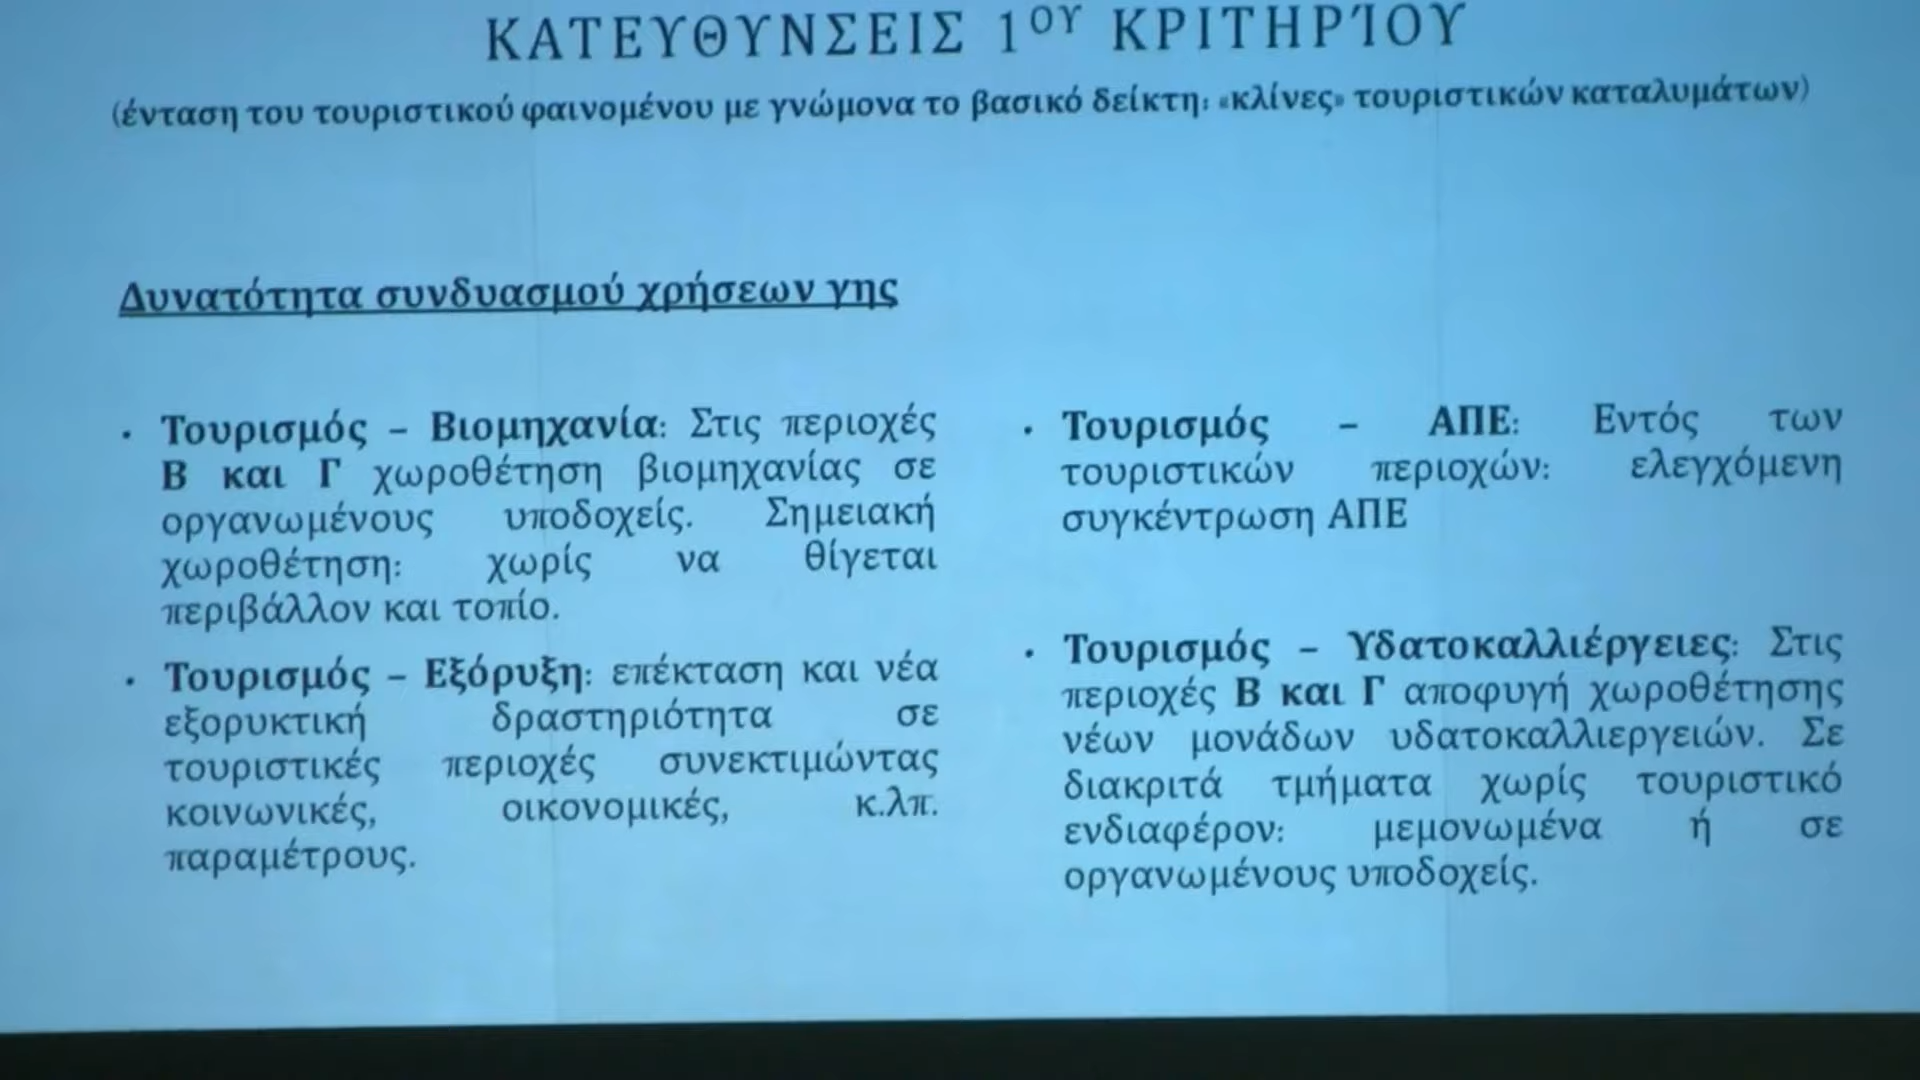 ΚΑΤΕΥΘΥΝΣΕΙΣ 1ΟΥ ΚΡΙΤΗΡΊΟΥ
(ένταση του τουριστικού φαινομένου με γνώμονα το βασικό δείκτη: «κλίνες» τουριστικών καταλυμάτων)
Δυνατότητα συνδυασμού χρήσεων γης
• Τουρισμός – Βιομηχανία: Στις περιοχές
Β και Γ χωροθέτηση βιομηχανίας σε
οργανωμένους υποδοχείς. Σημειακή
χωροθέτηση: χωρίς να θίγεται
περιβάλλον και τοπίο.
• Τουρισμός – Εξόρυξη: επέκταση και νέα
εξορυκτική δραστηριότητα σε
τουριστικές περιοχές συνεκτιμώντας
κοινωνικές, οικονομικές, κ.λπ.
παραμέτρους.
• Τουρισμός – ΑΠΕ: Εντός των
τουριστικών περιοχών: ελεγχόμενη
συγκέντρωση ΑΠΕ
• Τουρισμός – Υδατοκαλλιέργειες: Στις
περιοχές Β και Γ αποφυγή χωροθέτησης
νέων μονάδων υδατοκαλλιεργειών. Σε
διακριτά τμήματα χωρίς τουριστικό
ενδιαφέρον: μεμονωμένα ή σε
οργανωμένους υποδοχείς.